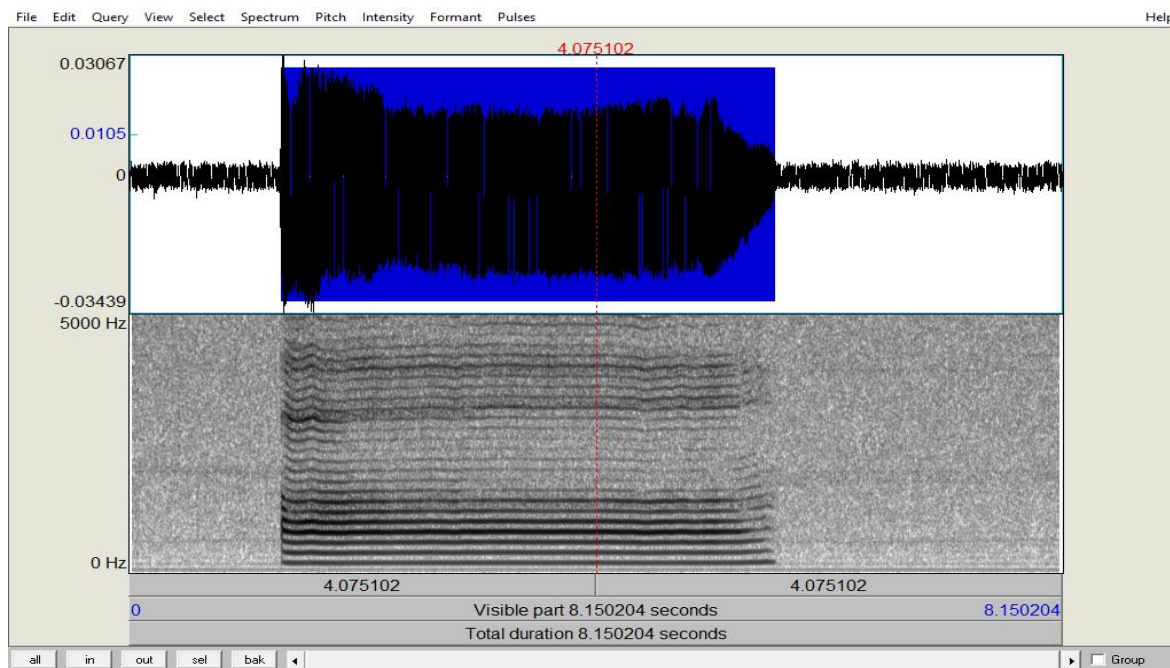 File Edit Query View Select Spectrum Pitch Intensity Formant Pulses Help
4.075102
0.03067
0.0105
0
-0.03439
5000 Hz
0 Hz
4.075102 4.075102
0 Visible part 8.150204 seconds 8.150204
Total duration 8.150204 seconds
all in out sel bak Group